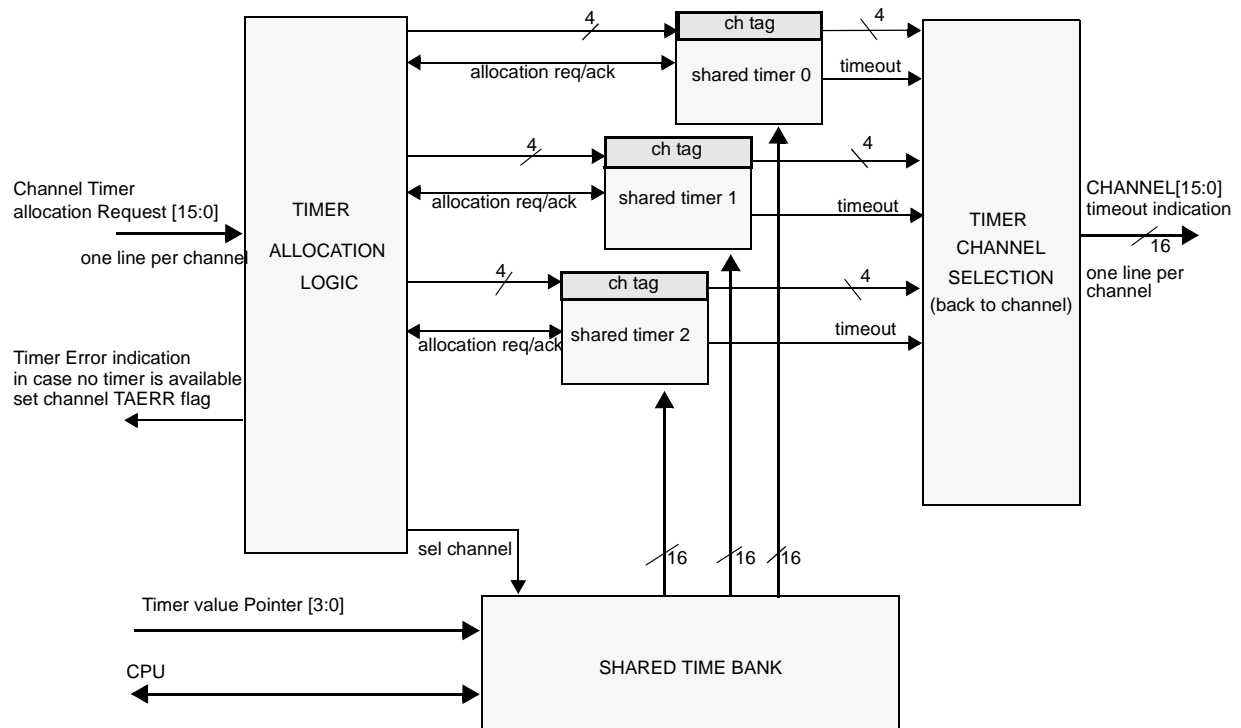 4
ch tag
4
allocation req/ack
shared timer 0
timeout
4
ch tag
4
allocation req/ack
shared timer 1
timeout
Channel Timer
allocation Request [15:0]
one line per channel
TIMER
ALLOCATION
LOGIC
TIMER
CHANNEL
SELECTION
(back to channel)
CHANNEL[15:0]
timeout indication
16
one line per
channel
4
ch tag
4
allocation req/ack
shared timer 2
timeout
Timer Error indication
in case no timer is available
set channel TAERR flag
sel channel
16
16
16
Timer value Pointer [3:0]
CPU
SHARED TIME BANK